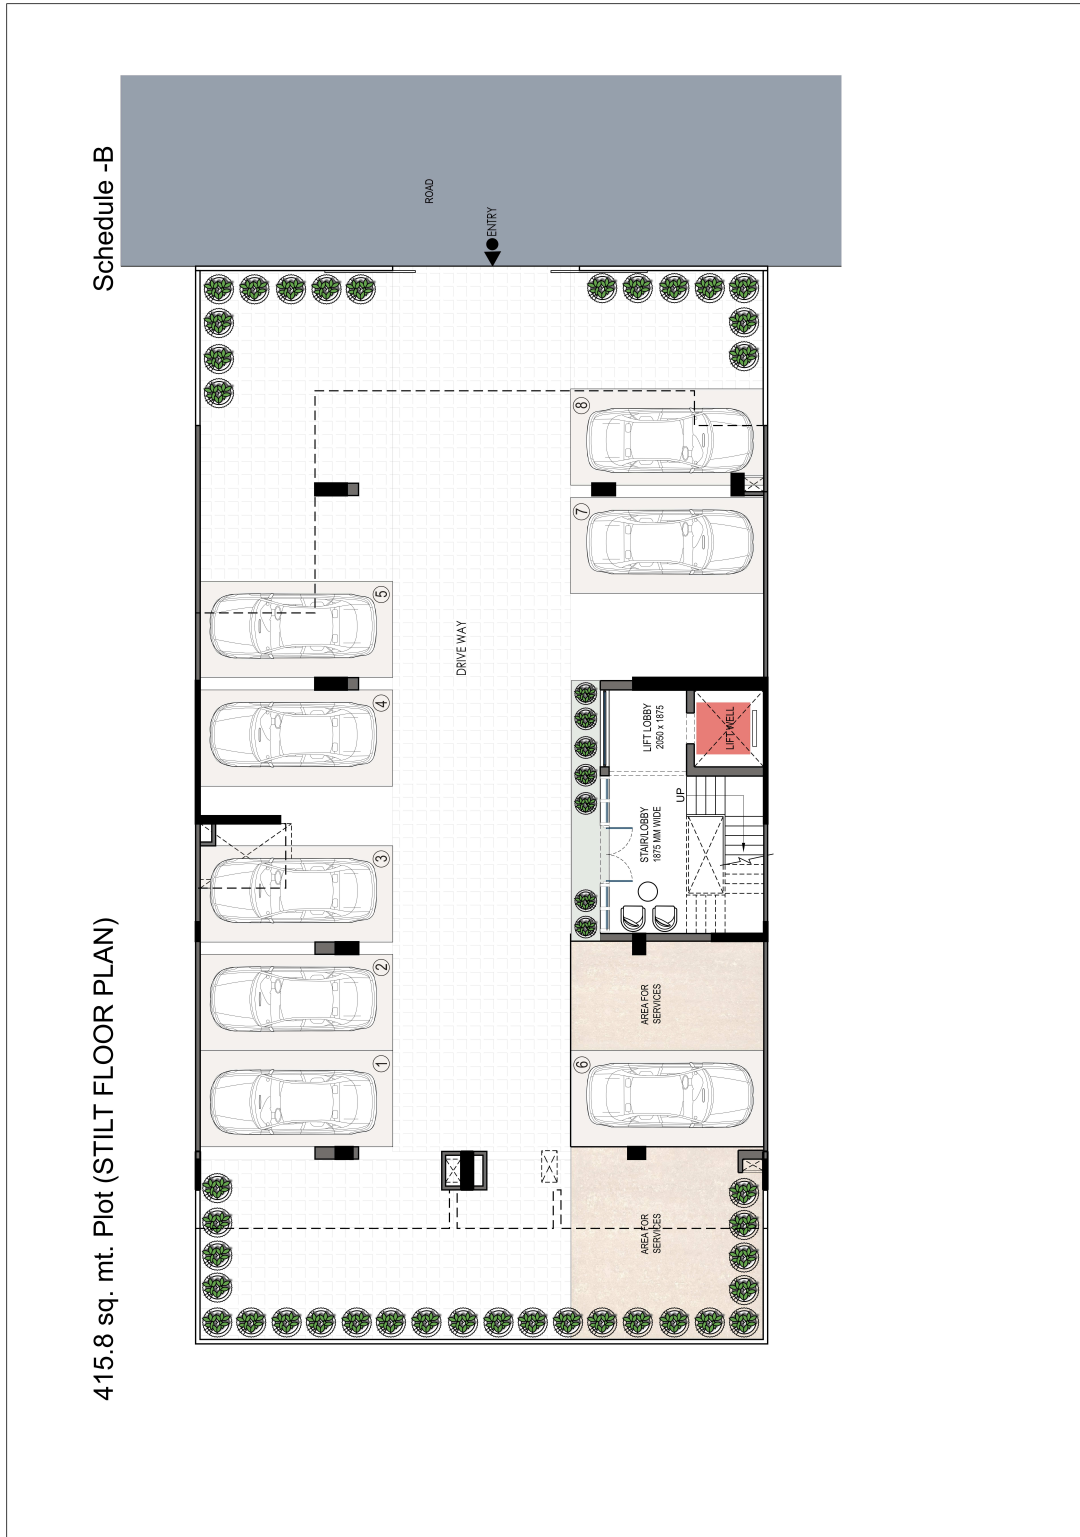 Schedule -B
415.8 sq. mt. Plot (STILT FLOOR PLAN)
ROAD
ENTRY
DRIVE WAY
1
2
3
4
5
6
7
8
LIFT LOBBY
2050 x 1875
LIFT WELL
UP
STAIR/LOBBY
1875 MM WIDE
AREA FOR
SERVICES
AREA FOR
SERVICES